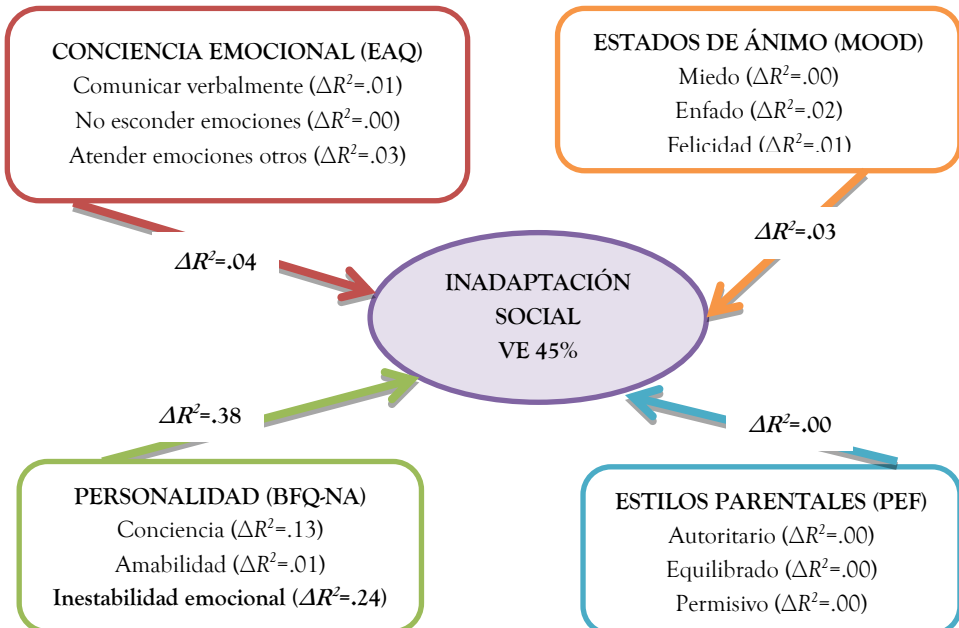 CONCIENCIA EMOCIONAL (EAQ)
Comunicar verbalmente (ΔR²=.01)
No esconder emociones (ΔR²=.00)
Atender emociones otros (ΔR²=.03)
ESTADOS DE ÁNIMO (MOOD)
Miedo (ΔR²=.00)
Enfado (ΔR²=.02)
Felicidad (ΔR²=.01)
ΔR²=.04
ΔR²=.03
INADAPTACIÓN
SOCIAL
VE 45%
ΔR²=.38
ΔR²=.00
PERSONALIDAD (BFQ-NA)
Conciencia (ΔR²=.13)
Amabilidad (ΔR²=.01)
Inestabilidad emocional (ΔR²=.24)
ESTILOS PARENTALES (PEF)
Autoritario (ΔR²=.00)
Equilibrado (ΔR²=.00)
Permisivo (ΔR²=.00)